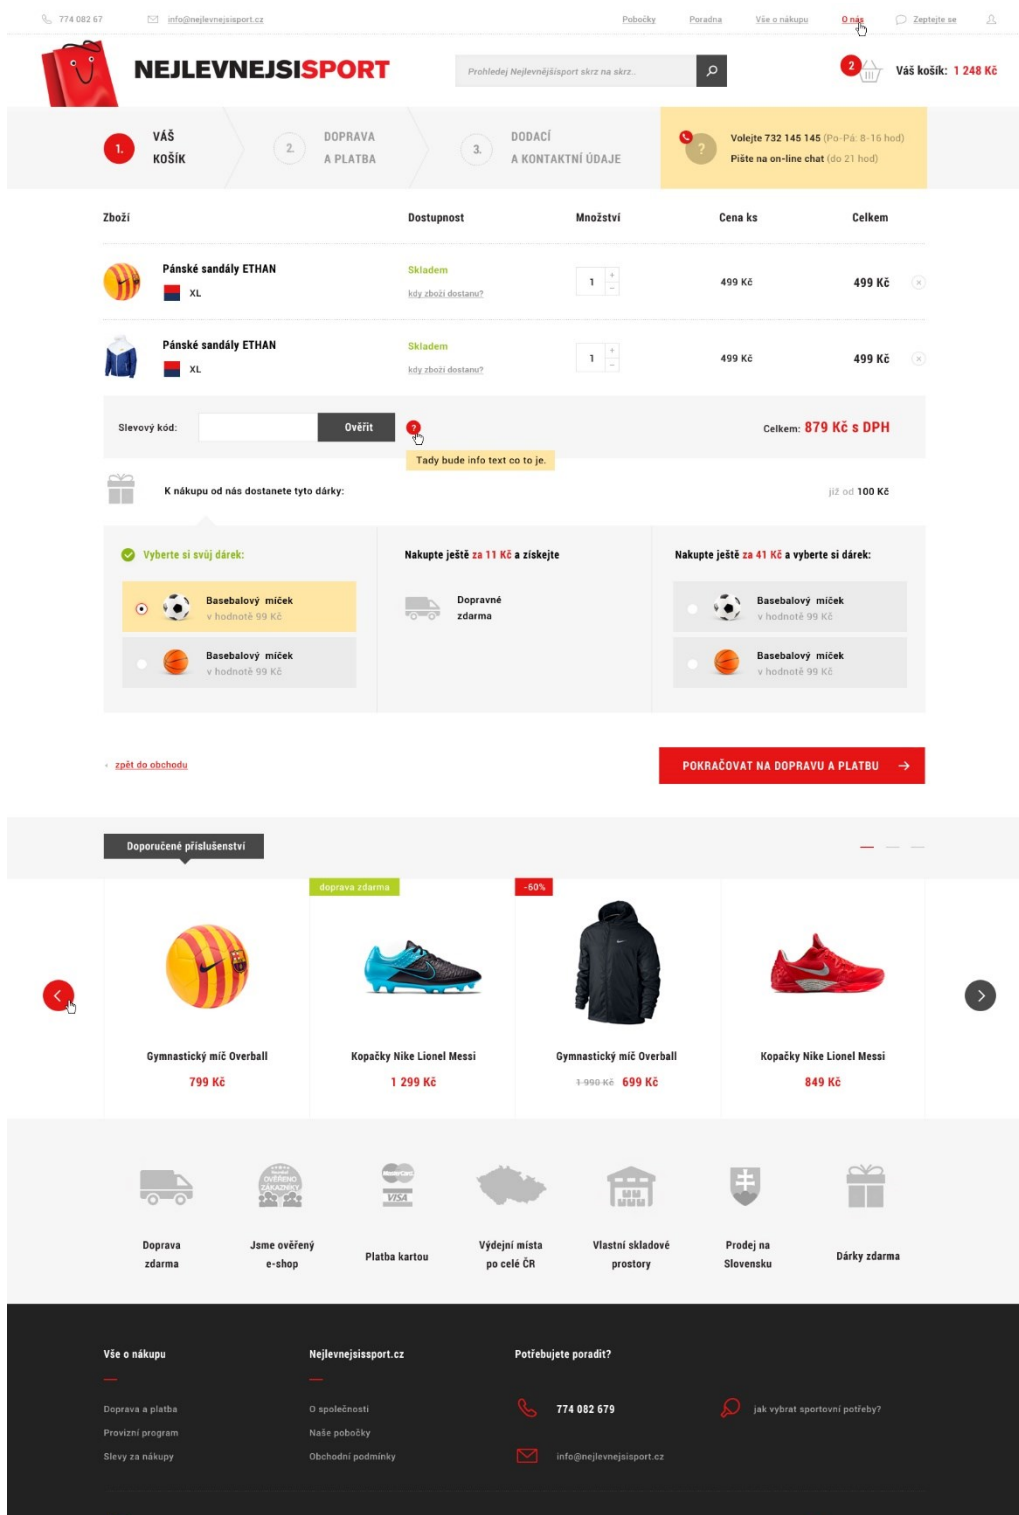 774 082 67
info@nejlevnejsisport.cz
Pobočky
Poradna
Vše o nákupu
O nás
Zeptejte se
NEJLEVNEJSISPORT
Prohledej Nejlevnějšísport skrz na skrz..
2
Váš košík: 1 248 Kč
1.
VÁŠ
KOŠÍK
2.
DOPRAVA
A PLATBA
3.
DODACÍ
A KONTAKTNÍ ÚDAJE
?
Volejte 732 145 145 (Po-Pá: 8-16 hod)
Pište na on-line chat (do 21 hod)
Zboží
Dostupnost
Množství
Cena ks
Celkem
Pánské sandály ETHAN
XL
Skladem
kdy zboží dostanu?
1
+
−
499 Kč
499 Kč
×
Pánské sandály ETHAN
XL
Skladem
kdy zboží dostanu?
1
+
−
499 Kč
499 Kč
×
Slevový kód:
Ověřit
?
Celkem: 879 Kč s DPH
Tady bude info text co to je.
K nákupu od nás dostanete tyto dárky:
již od 100 Kč
Vyberte si svůj dárek:
Basebalový míček
v hodnotě 99 Kč
Basebalový míček
v hodnotě 99 Kč
Nakupte ještě za 11 Kč a získejte
Dopravné
zdarma
Nakupte ještě za 41 Kč a vyberte si dárek:
Basebalový míček
v hodnotě 99 Kč
Basebalový míček
v hodnotě 99 Kč
zpět do obchodu
POKRAČOVAT NA DOPRAVU A PLATBU
Doporučené příslušenství
doprava zdarma
-60%
Gymnastický míč Overball
799 Kč
Kopačky Nike Lionel Messi
1 299 Kč
Gymnastický míč Overball
1 990 Kč 699 Kč
Kopačky Nike Lionel Messi
849 Kč
OVĚŘENO
ZÁKAZNÍKY
MasterCard
VISA
Doprava
zdarma
Jsme ověřený
e-shop
Platba kartou
Výdejní místa
po celé ČR
Vlastní skladové
prostory
Prodej na
Slovensku
Dárky zdarma
Vše o nákupu
Doprava a platba
Provizní program
Slevy za nákupy
Nejlevnejsissport.cz
O společnosti
Naše pobočky
Obchodní podmínky
Potřebujete poradit?
774 082 679
info@nejlevnejsisport.cz
jak vybrat sportovní potřeby?